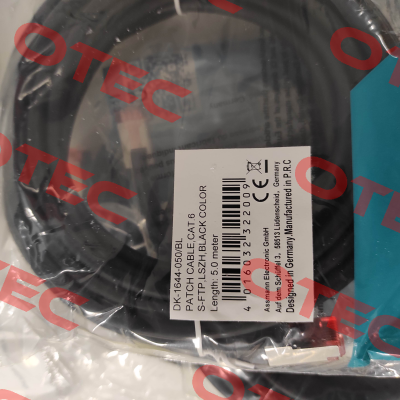 OTEC
OTEC
OTEC
OTEC
OTEC
DK-1644-050/BL
PATCH CABLE,CAT.6
S-FTP,LSZH,BLACK COLOR
Length: 5.0 meter
4 016032 322009
CE
Assmann Electronic GmbH
Auf dem Schüffel 3, 58513 Lüdenscheid, Germany
Designed in Germany.Manufactured in P.R.C